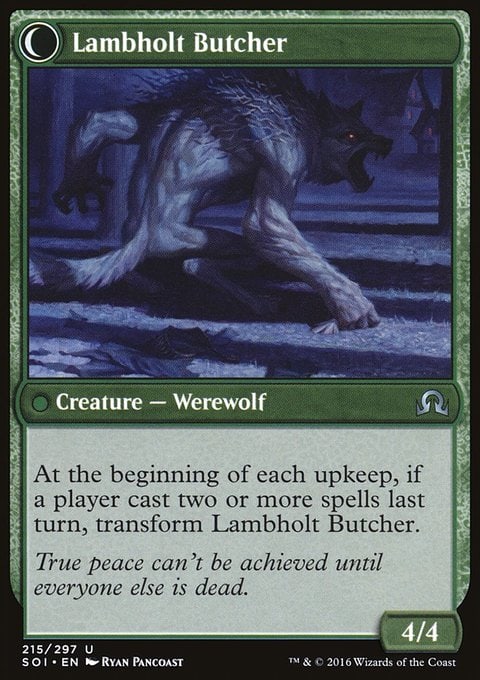 Lambholt Butcher
Creature — Werewolf
At the beginning of each upkeep, if
a player cast two or more spells last
turn, transform Lambholt Butcher.
True peace can't be achieved until
everyone else is dead.
4/4
215/297 U
SOI • EN Ryan Pancoast
™ & © 2016 Wizards of the Coast